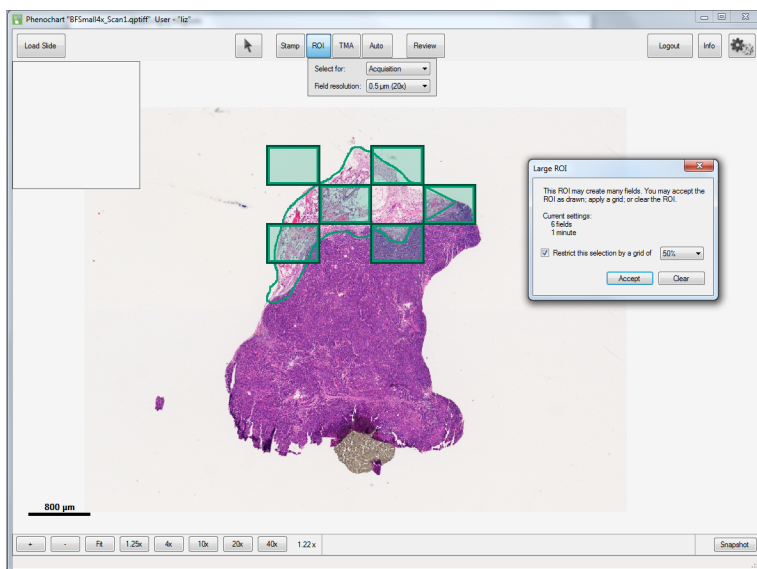 Phenochart "BFSmall4x_Scan1.qptiff" User - "liz"
Load Slide
Stamp ROI TMA Auto Review
Logout Info
Select for: Acquisition
Field resolution: 0.5 µm (20x)
Large ROI
This ROI may create many fields. You may accept the
ROI as drawn; apply a grid; or clear the ROI.
Current settings:
6 fields
1 minute
Restrict this selection by a grid of 50%
Accept Clear
800 µm
+ - Fit 1.25x 4x 10x 20x 40x 1.22 x
Snapshot